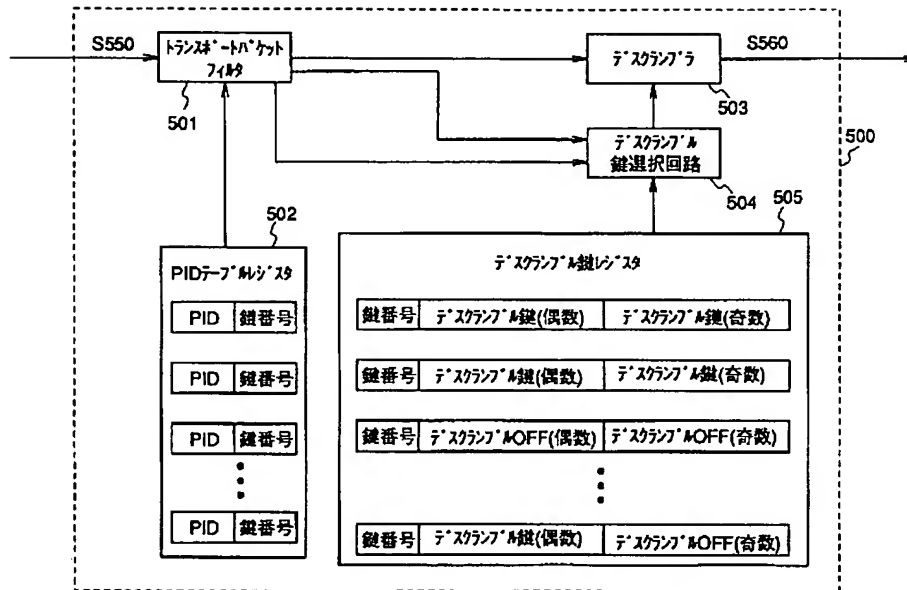 S550
トランスポートパケット
フィルタ
501
デスクランブラ
503
S560
デスクランブル
鍵選択回路
504
500
502
PIDテーブルレジスタ
PID 鍵番号
PID 鍵番号
PID 鍵番号
PID 鍵番号
505
デスクランブル鍵レジスタ
鍵番号 デスクランブル鍵(偶数) デスクランブル鍵(奇数)
鍵番号 デスクランブル鍵(偶数) デスクランブル鍵(奇数)
鍵番号 デスクランブルOFF(偶数) デスクランブルOFF(奇数)
鍵番号 デスクランブル鍵(偶数) デスクランブルOFF(奇数)